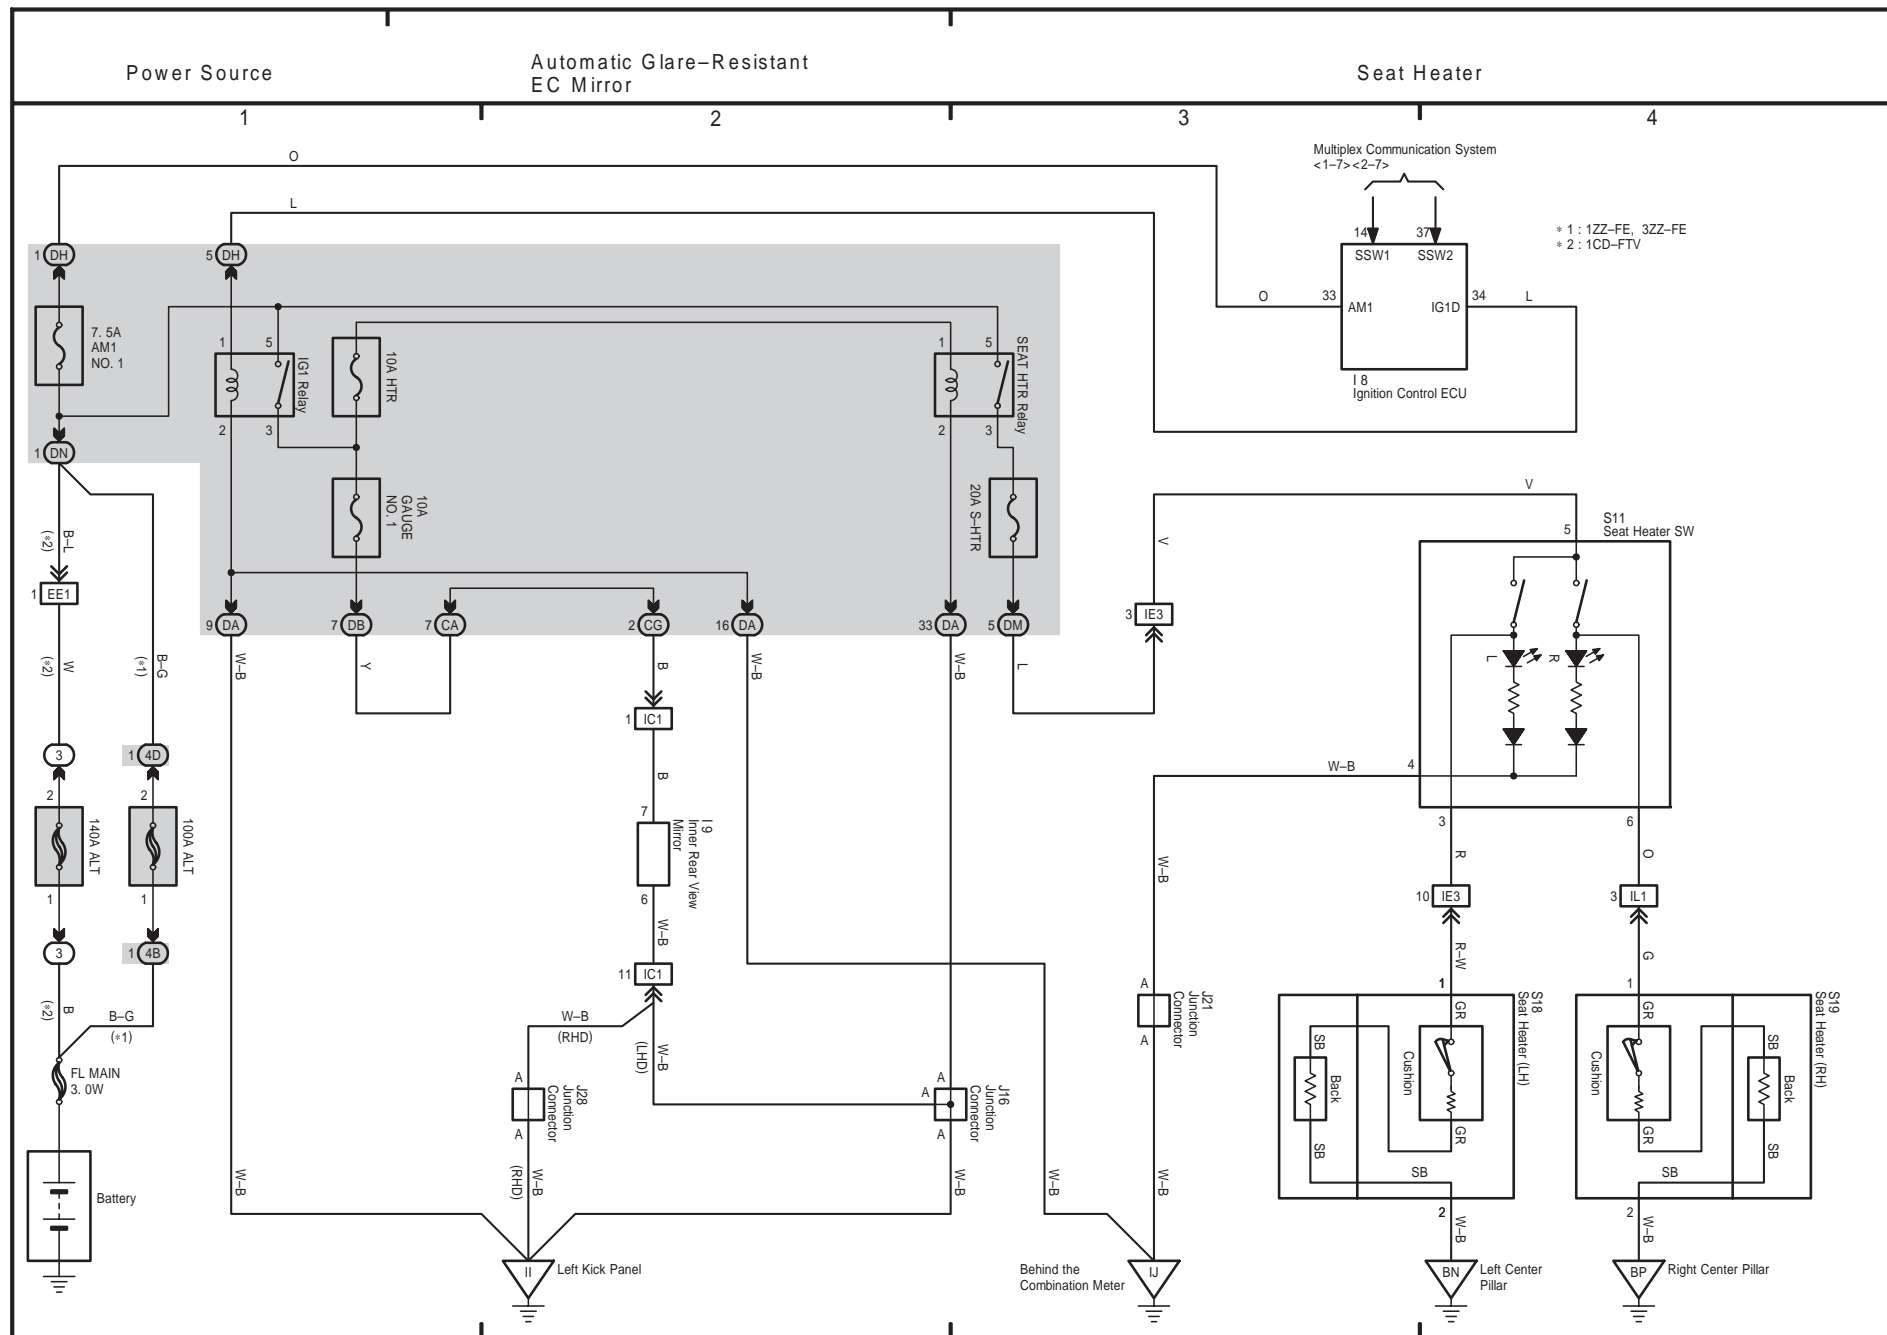 Power Source
Automatic Glare–Resistant
EC Mirror
Seat Heater
1
2
3
4
O
L
Multiplex Communication System
<1–7><2–7>
14
37
SSW1
SSW2
∗ 1 : 1ZZ–FE, 3ZZ–FE
∗ 2 : 1CD–FTV
O
33
AM1
IG1D
34
L
I 8
Ignition Control ECU
1
DH
5
DH
7. 5A
AM1
NO. 1
1
5
IG1 Relay
2
3
10A HTR
10A
GAUGE
NO. 1
1
5
SEAT HTR Relay
2
3
20A S–HTR
1
DN
9
DA
7
DB
7
CA
2
CG
16
DA
33
DA
5
DM
B–L
(∗2)
1
EE1
W
(∗2)
B–G
(∗1)
W–B
Y
B
W–B
W–B
L
V
V
3
IE3
S11
Seat Heater SW
5
L
R
W–B
4
3
6
1
IC1
B
7
I 9
Inner Rear View
Mirror
6
W–B
11
IC1
3
1
4D
2
2
140A ALT
100A ALT
1
1
3
1
4B
B
(∗2)
B–G
(∗1)
FL MAIN
3. 0W
Battery
W–B
W–B
(RHD)
W–B
(LHD)
A
J28
Junction
Connector
A
W–B
(RHD)
A
A
J16
Junction
Connector
A
W–B
W–B
W–B
A
J21
Junction
Connector
A
W–B
R
10
IE3
R–W
1
O
3
IL1
G
1
S18
Seat Heater (LH)
GR
SB
Cushion
Back
GR
SB
SB
2
W–B
S19
Seat Heater (RH)
GR
SB
Cushion
Back
GR
SB
SB
2
W–B
II
Left Kick Panel
Behind the
Combination Meter
IJ
BN
Left Center
Pillar
BP
Right Center Pillar